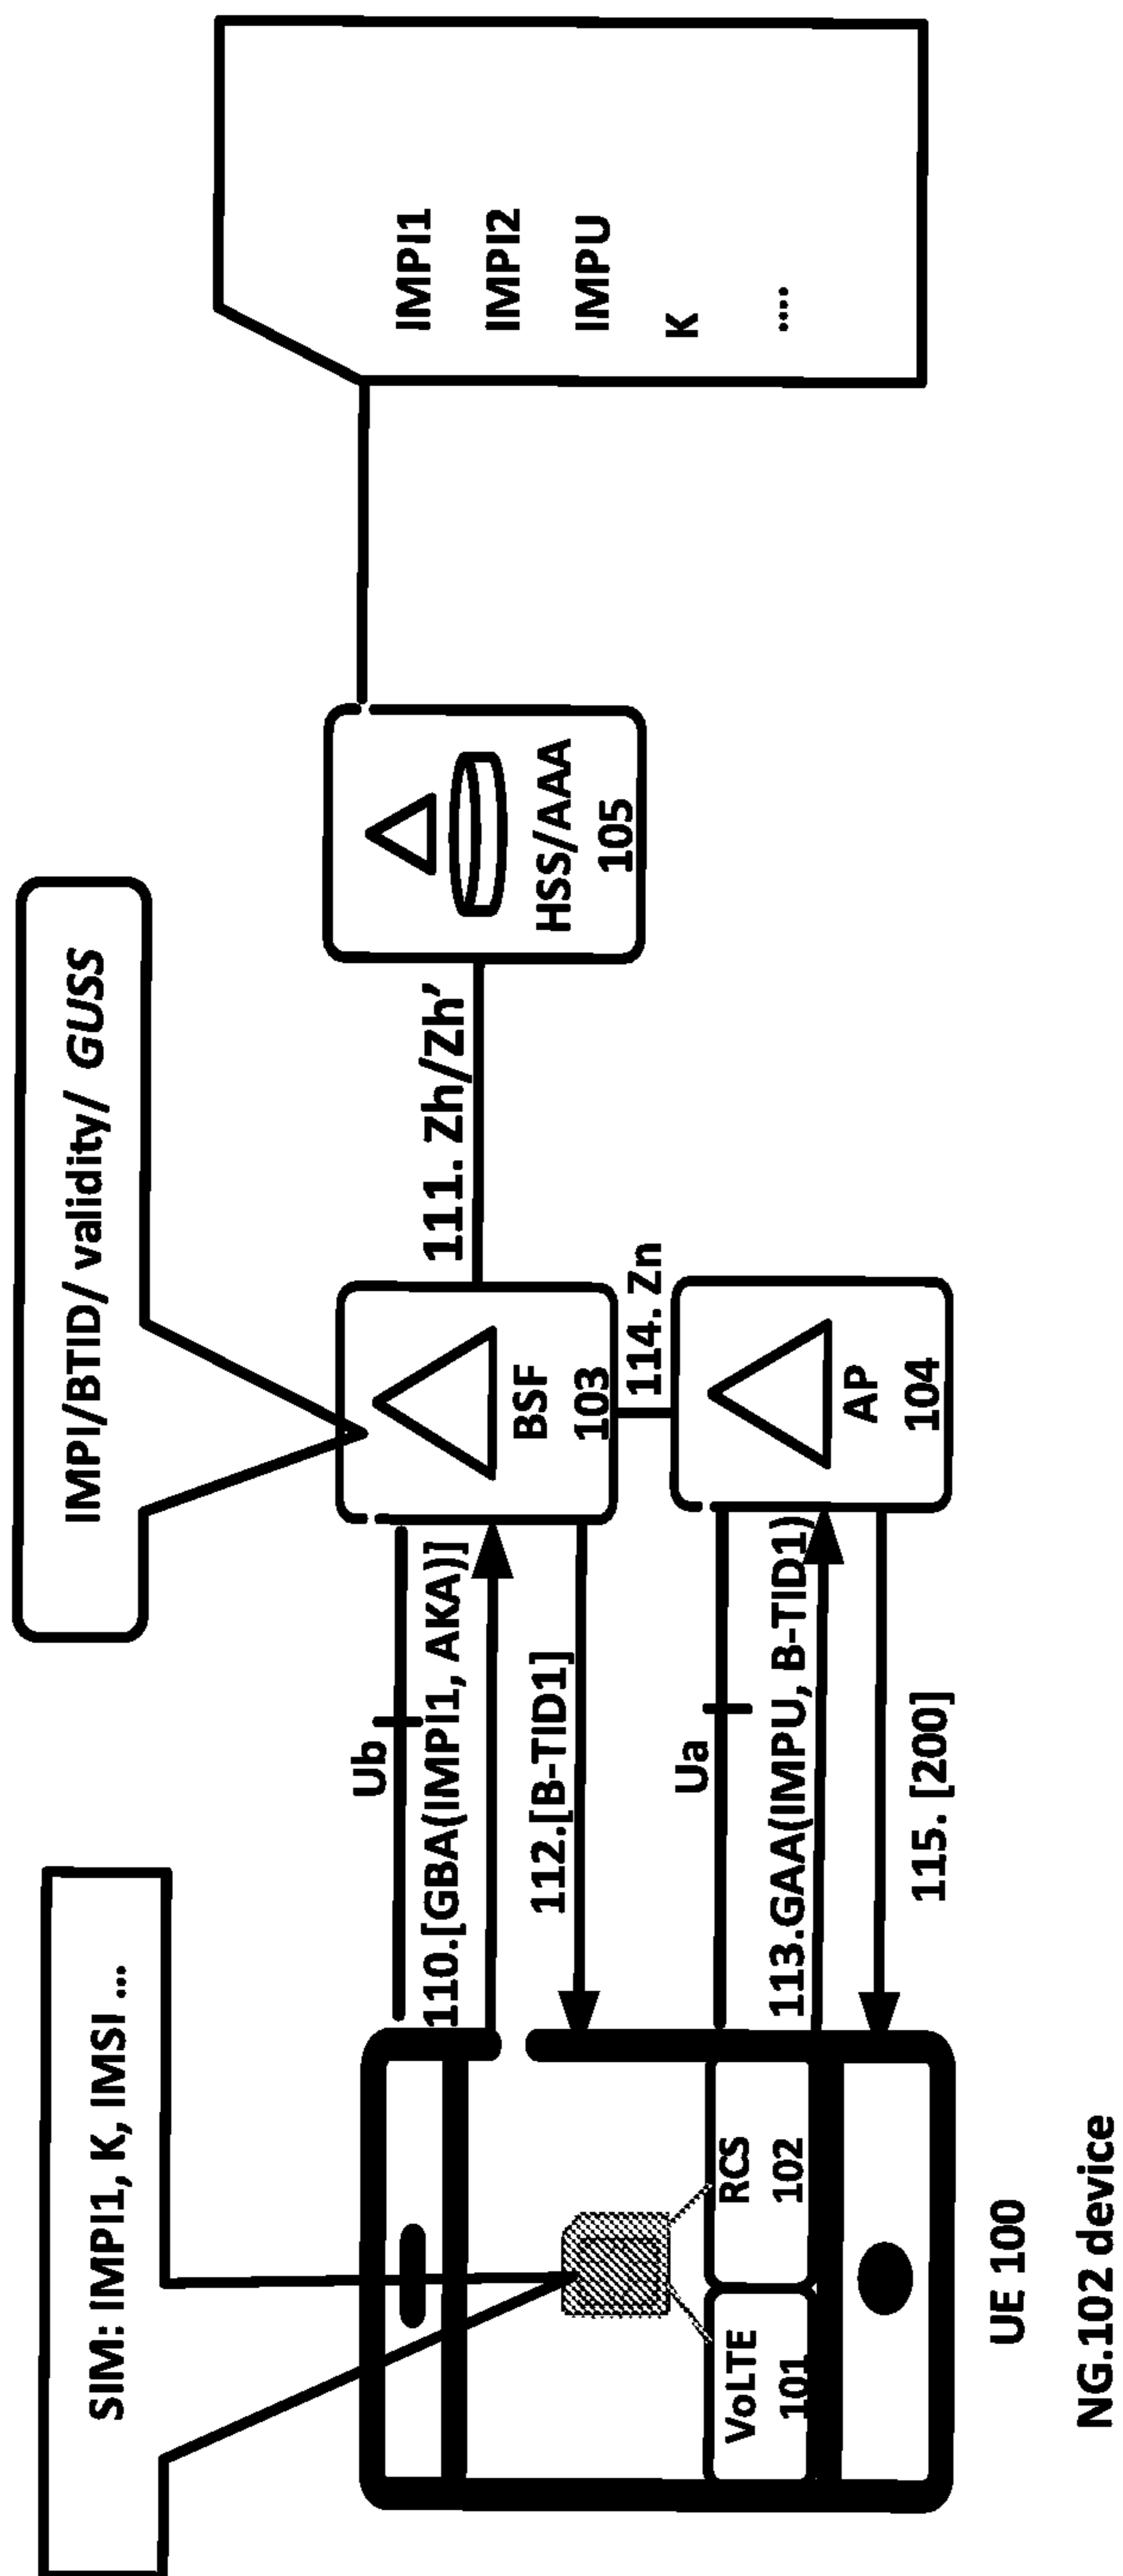 SIM: IMPI1, K, IMSI ...
IMPI/BTID/ validity/ GUSS
Ub
110.[GBA(IMPI1, AKA)]
112.[B-TID1]
Ua
113.GAA(IMPU, B-TID1)
115. [200]
VoLTE
101
RCS
102
UE 100
NG.102 device
BSF
103
114. Zn
AP
104
111. Zh/Zh’
HSS/AAA
105
IMPI1
IMPI2
IMPU
K
....